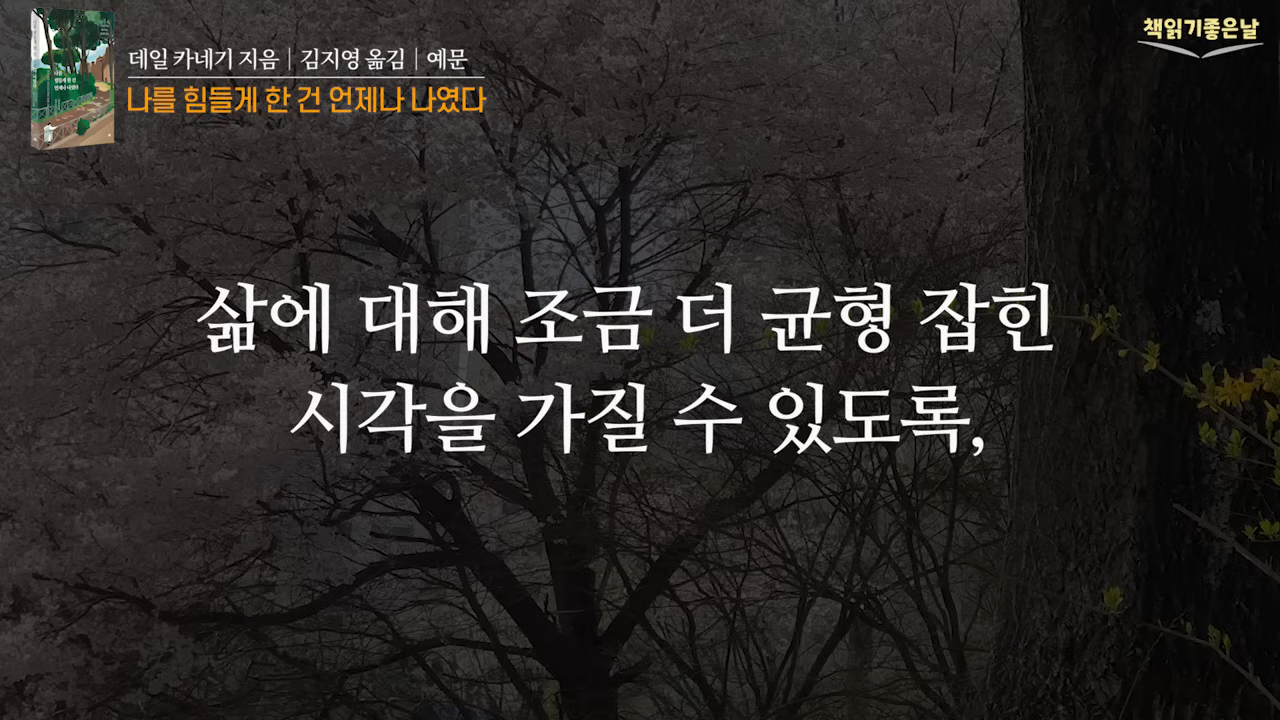 데일 카네기 지음 | 김지영 옮김 | 예문
나를 힘들게 한 건 언제나 나였다
책읽기좋은날
삶에 대해 조금 더 균형 잡힌
시각을 가질 수 있도록,